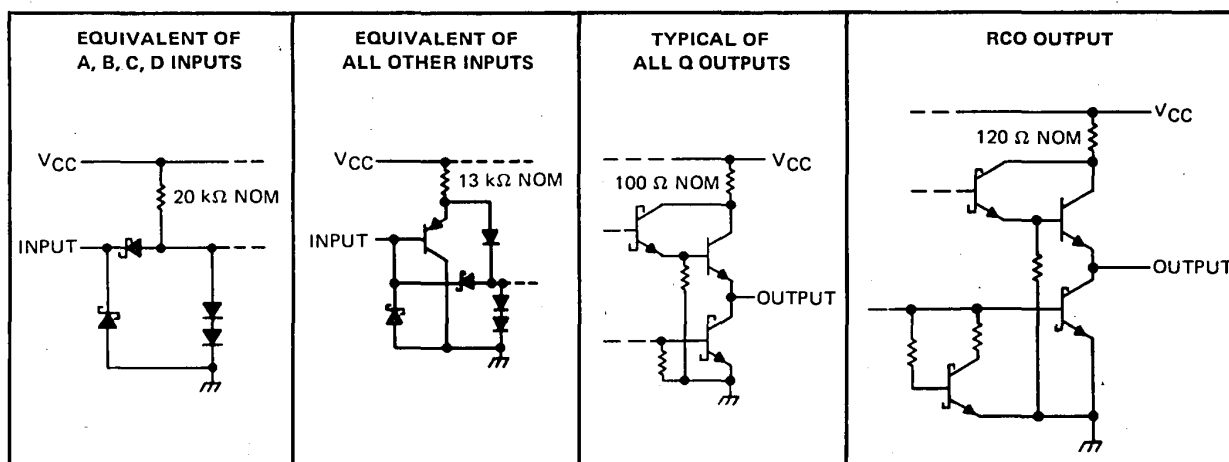 EQUIVALENT OF
A, B, C, D INPUTS
VCC
20 kΩ NOM
INPUT
EQUIVALENT OF
ALL OTHER INPUTS
VCC
13 kΩ NOM
INPUT
TYPICAL OF
ALL Q OUTPUTS
VCC
100 Ω NOM
OUTPUT
RCO OUTPUT
VCC
120 Ω NOM
OUTPUT